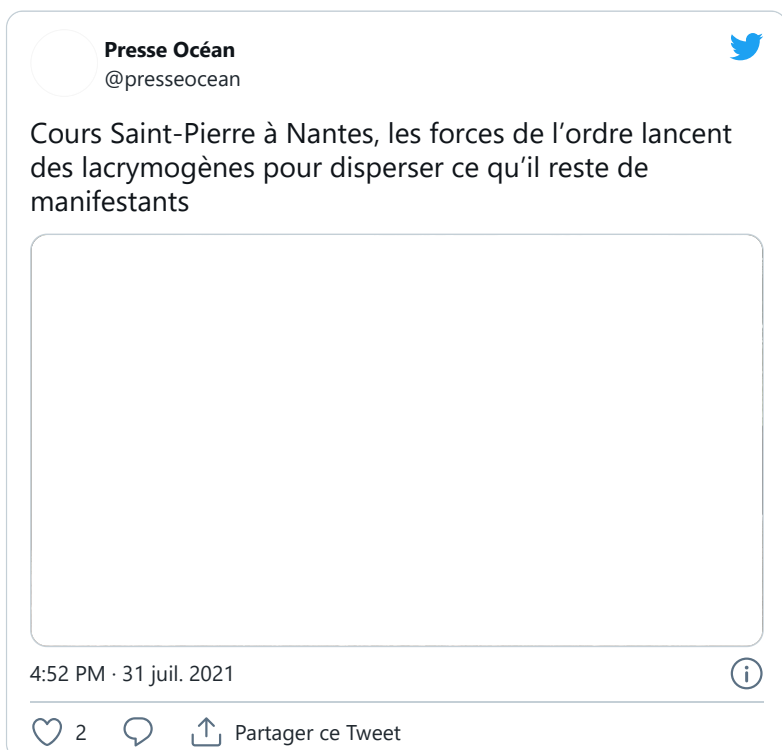 Presse Océan
@presseocean
Cours Saint-Pierre à Nantes, les forces de l’ordre lancent
des lacrymogènes pour disperser ce qu’il reste de
manifestants
4:52 PM · 31 juil. 2021
2
Partager ce Tweet